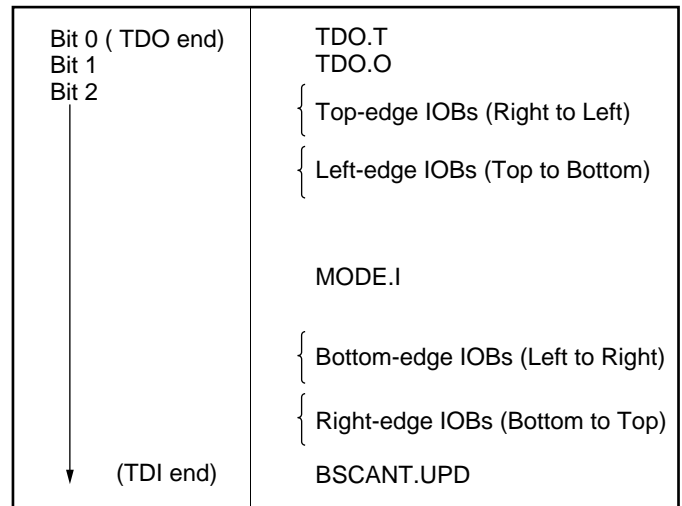 Bit 0 ( TDO end) TDO.T
Bit 1 TDO.O
Bit 2
Top-edge IOBs (Right to Left)
Left-edge IOBs (Top to Bottom)
MODE.I
Bottom-edge IOBs (Left to Right)
Right-edge IOBs (Bottom to Top)
(TDI end) BSCANT.UPD